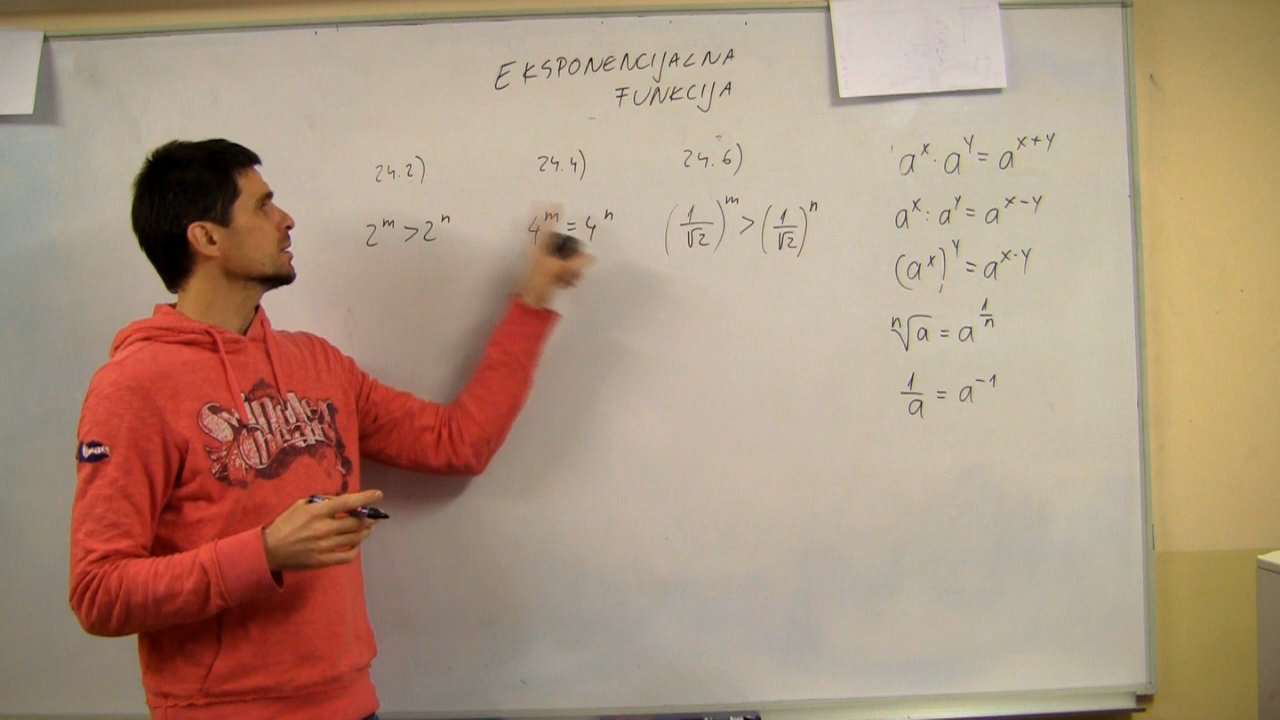 EKSPONENCIJALNA
FUNKCIJA
24.2)
2^m > 2^n
24.4)
4^m = 4^n
24.6)
(1/√2)^m > (1/√2)^n
a^x · a^y = a^(x+y)
a^x : a^y = a^(x-y)
(a^x)^y = a^(x·y)
ⁿ√a = a^(1/n)
1/a = a^(-1)